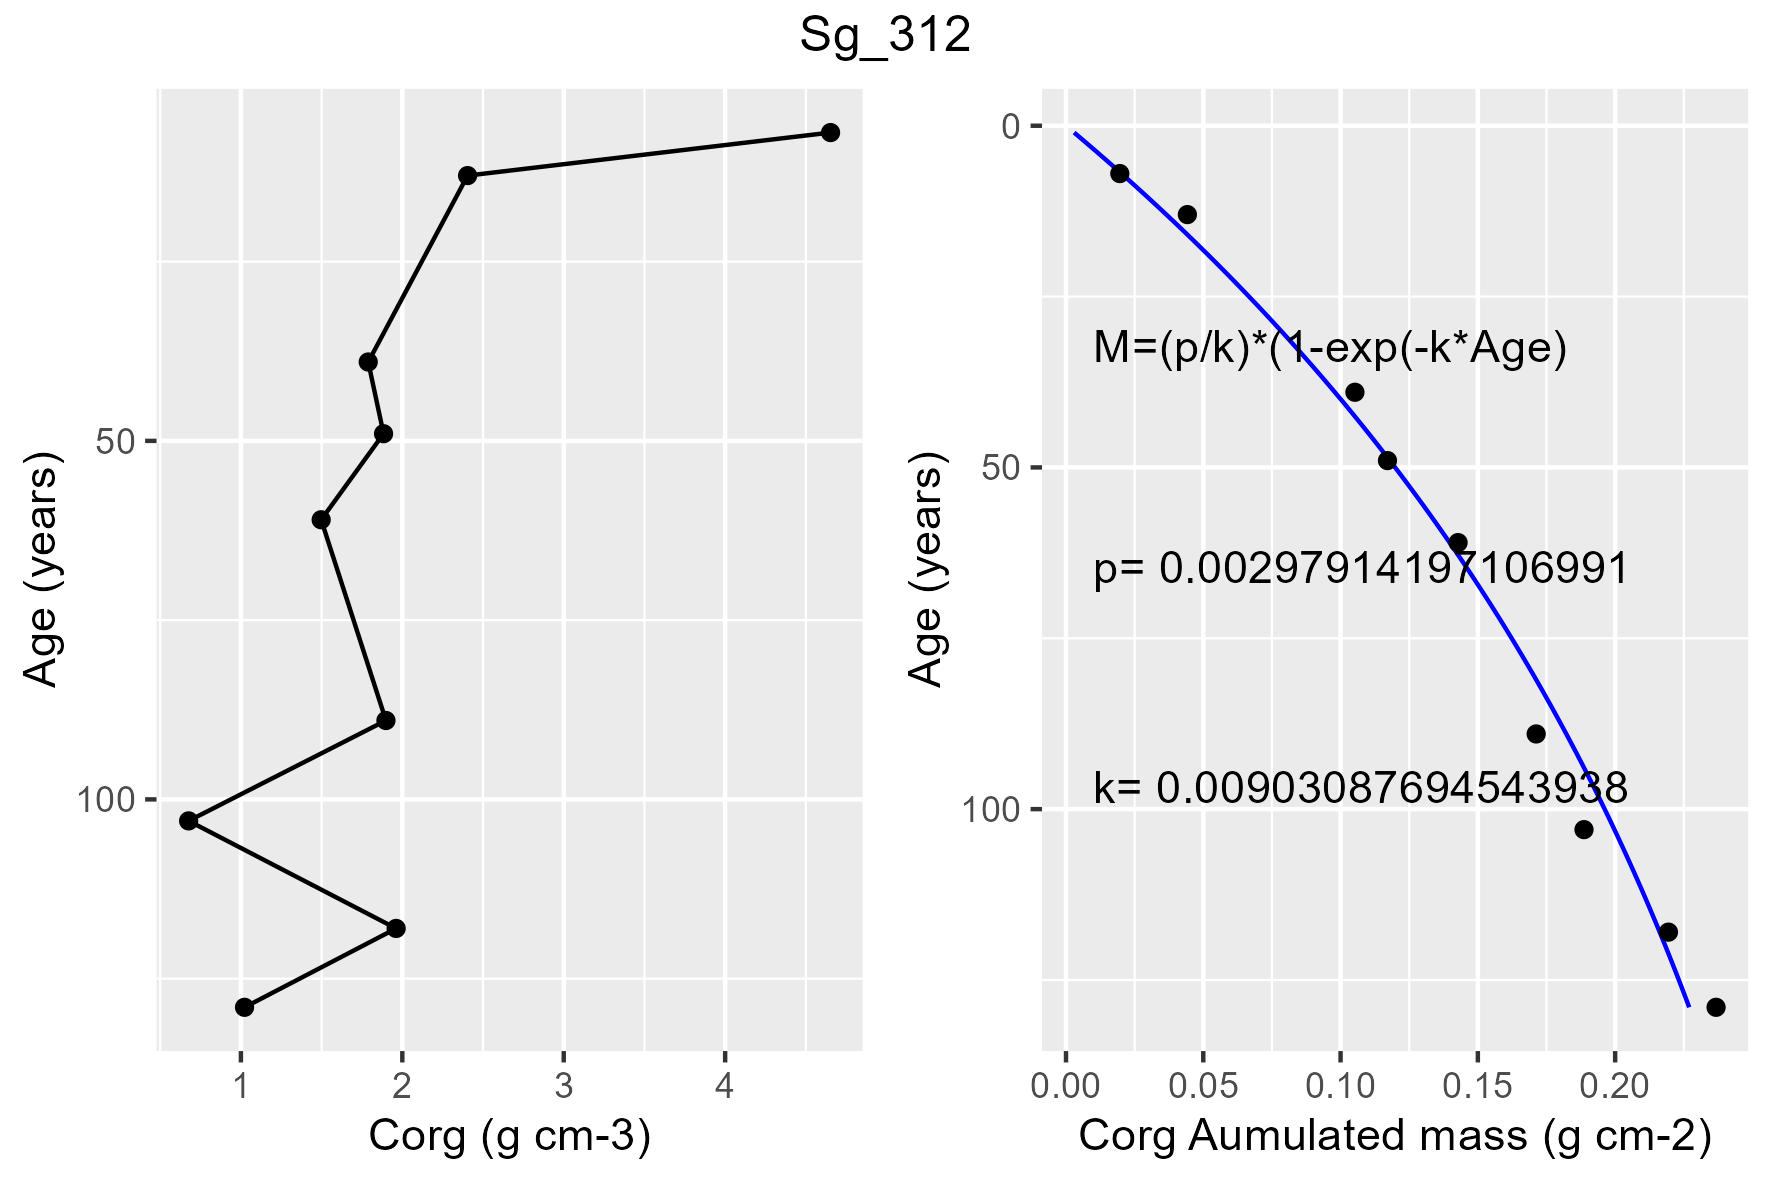 Sg_312
Age (years)
50
100
1 2 3 4
Corg (g cm-3)
Age (years)
0
50
100
M=(p/k)*(1-exp(-k*Age)
p= 0.00297914197106991
k= 0.00903087694543938
0.00 0.05 0.10 0.15 0.20
Corg Aumulated mass (g cm-2)